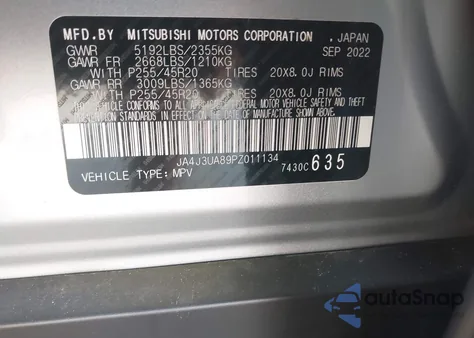 MFD.BY MITSUBISHI MOTORS CORPORATION . JAPAN
GVWR 5192LBS/2355KG SEP 2022
GAWR FR 2668LBS/1210KG
WITH P255/45R20 TIRES 20X8.0J RIMS
GAWR RR 3009LBS/1365KG
WITH P255/45R20 TIRES 20X8.0J RIMS
THIS VEHICLE CONFORMS TO ALL APPLICABLE FEDERAL MOTOR VEHICLE SAFETY AND
THEFT PREVENTION STANDARDS IN EFFECT ON THE DATE OF MANUFACTURE SHOWN ABOVE.
JA4J3UA89PZ011134
VEHICLE TYPE: MPV 7430C 635
autoSnap